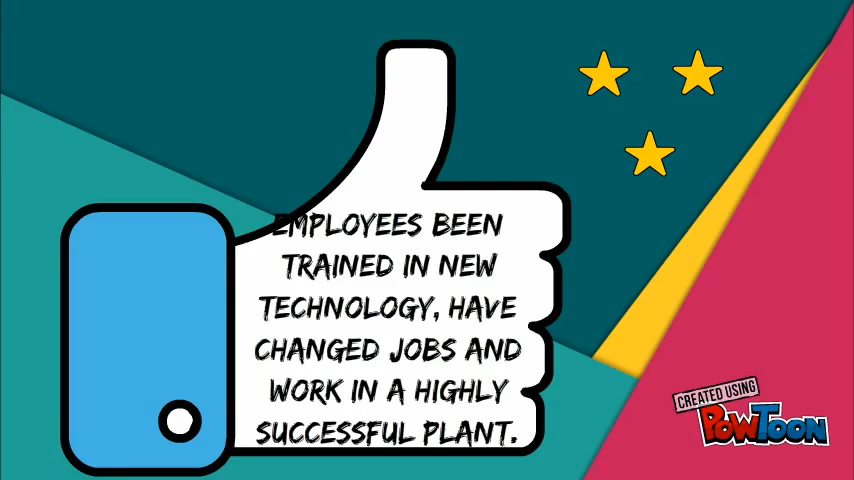 EMPLOYEES BEEN
TRAINED IN NEW
TECHNOLOGY, HAVE
CHANGED JOBS AND
WORK IN A HIGHLY
SUCCESSFUL PLANT.
CREATED USING
POWTOON